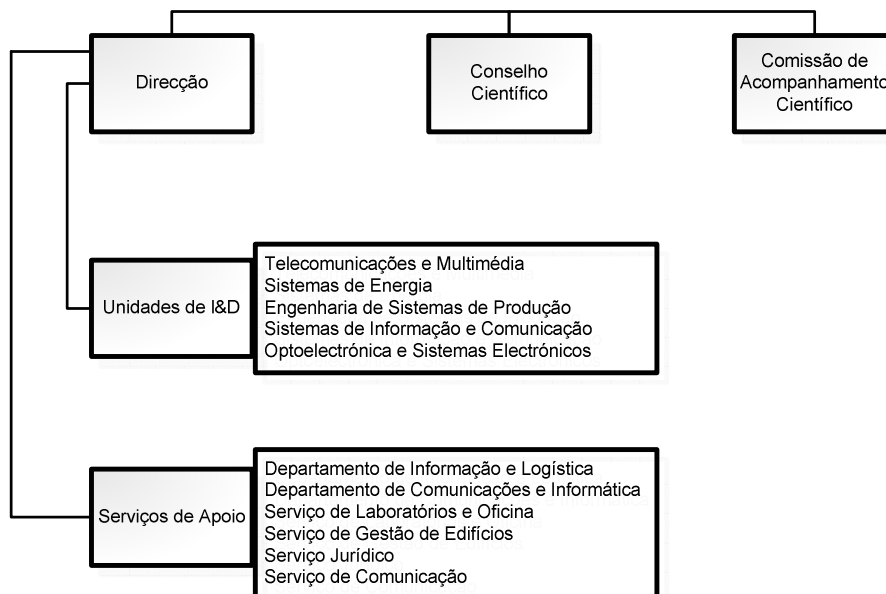 Direcção
Conselho
Científico
Comissão de
Acompanhamento
Científico
Unidades de I&D
Telecomunicações e Multimédia
Sistemas de Energia
Engenharia de Sistemas de Produção
Sistemas de Informação e Comunicação
Optoelectrónica e Sistemas Electrónicos
Serviços de Apoio
Departamento de Informação e Logística
Departamento de Comunicações e Informática
Serviço de Laboratórios e Oficina
Serviço de Gestão de Edifícios
Serviço Jurídico
Serviço de Comunicação